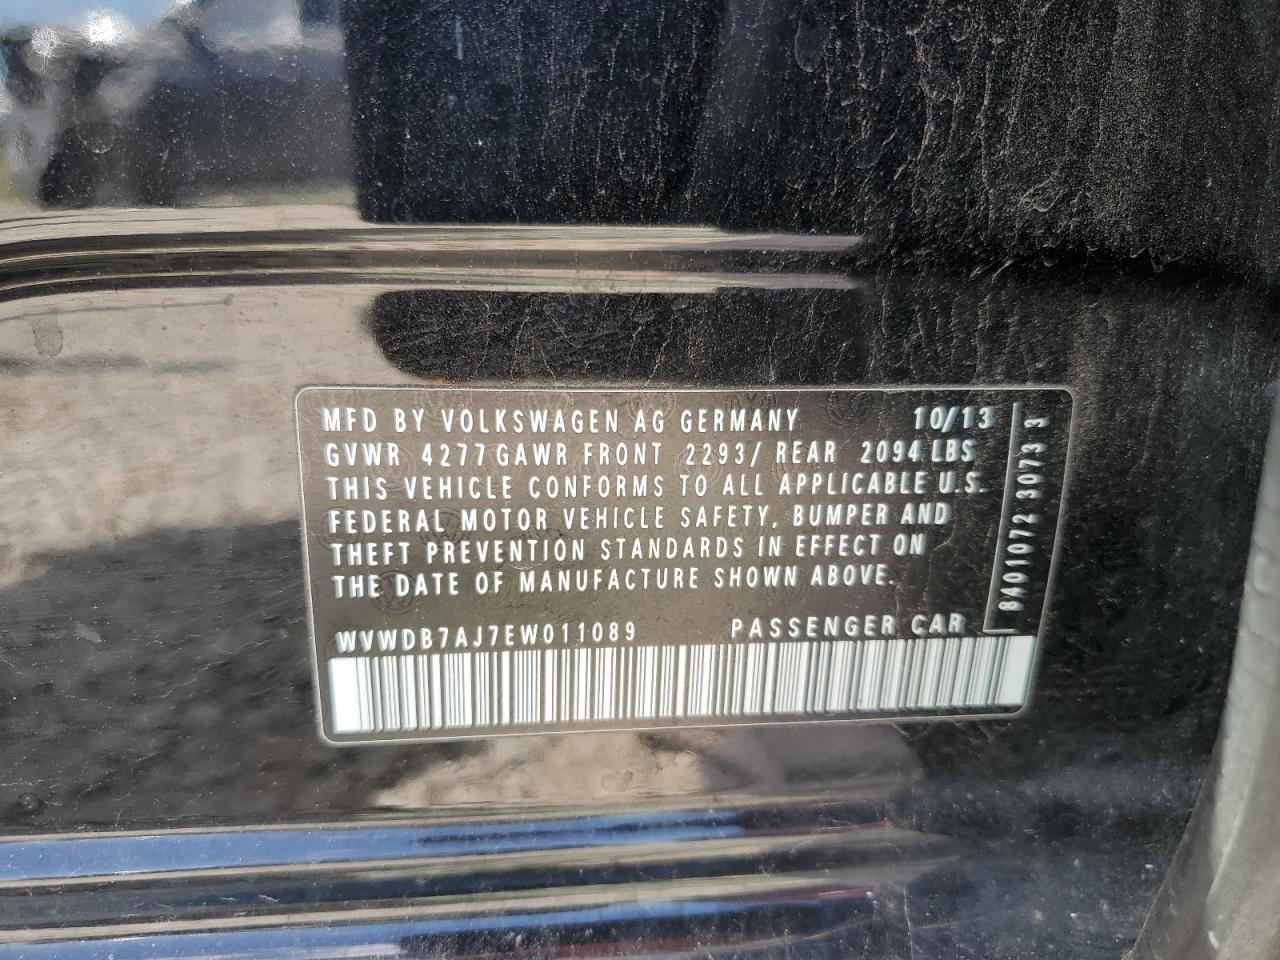 MFD BY VOLKSWAGEN AG GERMANY 10/13
GVWR 4277 GAWR FRONT 2293/ REAR 2094 LBS
THIS VEHICLE CONFORMS TO ALL APPLICABLE U.S.
FEDERAL MOTOR VEHICLE SAFETY, BUMPER AND
THEFT PREVENTION STANDARDS IN EFFECT ON
THE DATE OF MANUFACTURE SHOWN ABOVE.
WVWDB7AJ7EW011089 PASSENGER CAR
8401072 30733